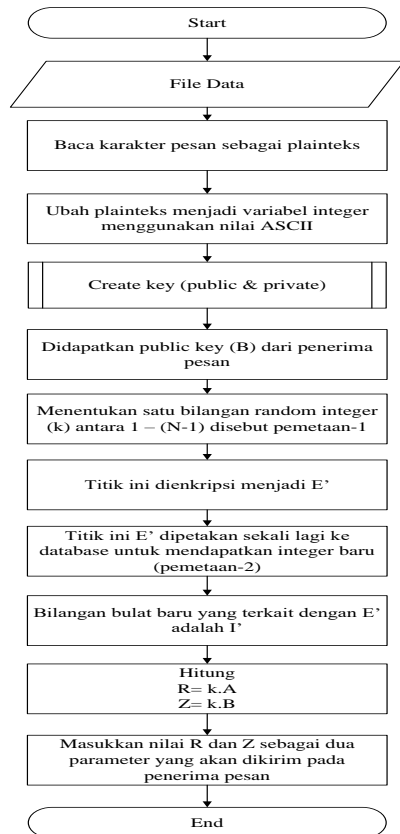 Start
File Data
Baca karakter pesan sebagai plainteks
Ubah plainteks menjadi variabel integer
menggunakan nilai ASCII
Create key (public & private)
Didapatkan public key (B) dari penerima
pesan
Menentukan satu bilangan random integer
(k) antara 1 – (N-1) disebut pemetaan-1
Titik ini dienkripsi menjadi E’
Titik ini E’ dipetakan sekali lagi ke
database untuk mendapatkan integer baru
(pemetaan-2)
Bilangan bulat baru yang terkait dengan E’
adalah I’
Hitung
R= k.A
Z= k.B
Masukkan nilai R dan Z sebagai dua
parameter yang akan dikirim pada
penerima pesan
End